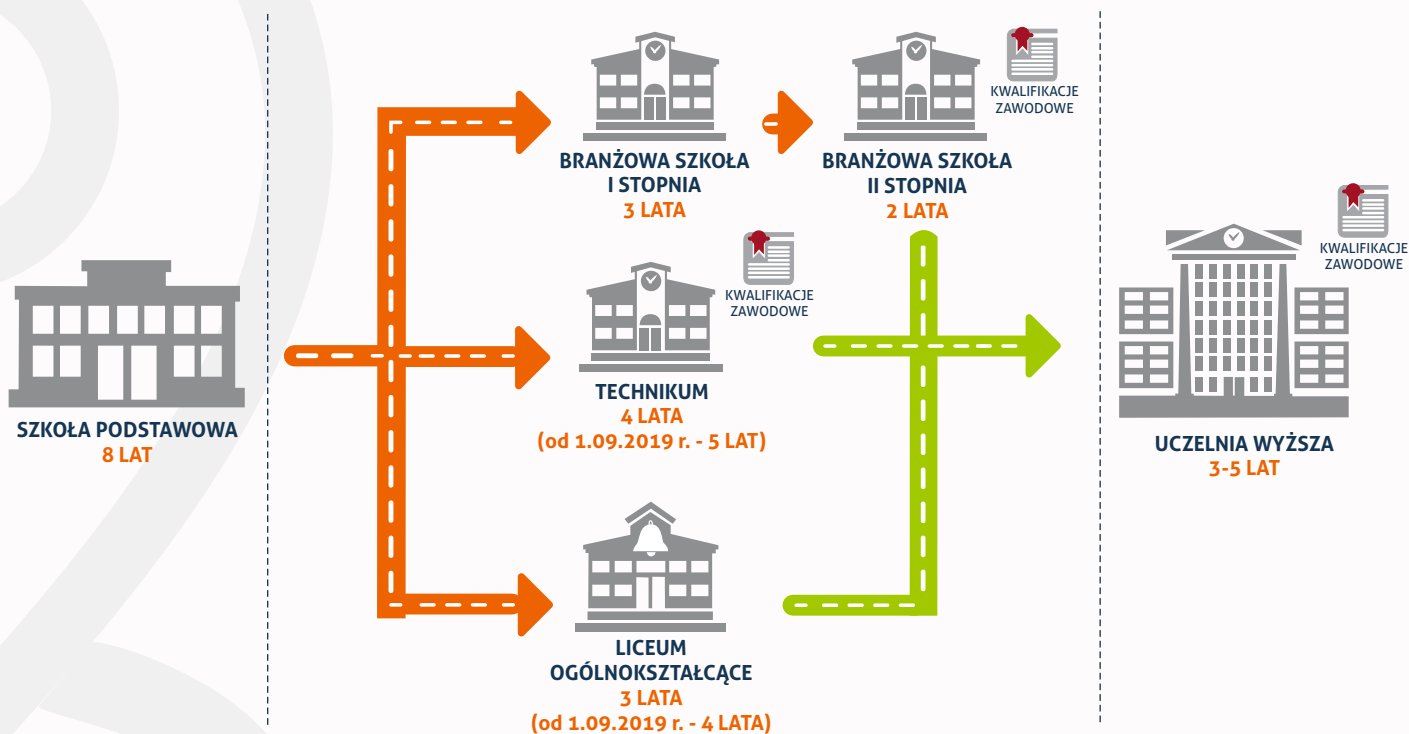 KWALIFIKACJE
ZAWODOWE
BRANŻOWA SZKOŁA
I STOPNIA
3 LATA
BRANŻOWA SZKOŁA
II STOPNIA
2 LATA
KWALIFIKACJE
ZAWODOWE
KWALIFIKACJE
ZAWODOWE
TECHNIKUM
4 LATA
(od 1.09.2019 r. - 5 LAT)
SZKOŁA PODSTAWOWA
8 LAT
UCZELNIA WYŻSZA
3-5 LAT
LICEUM
OGÓLNOKSZTAŁCĄCE
3 LATA
(od 1.09.2019 r. - 4 LATA)